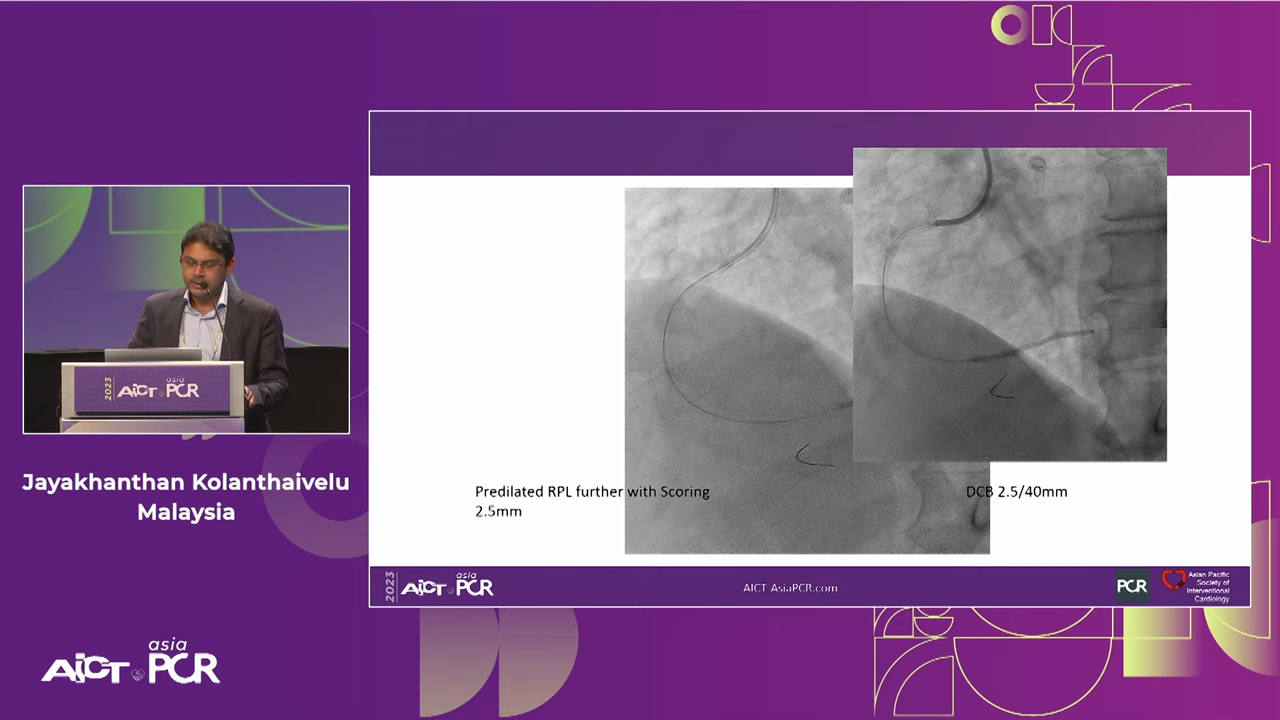 2023 AICT asia PCR
Jayakhanthan Kolanthaivelu
Malaysia
asia
AICT PCR
Predilated RPL further with Scoring
2.5mm
DCB 2.5/40mm
2023 AICT asia PCR
AICT-AsiaPCR.com
PCR
Asian Pacific
Society of
Interventional
Cardiology